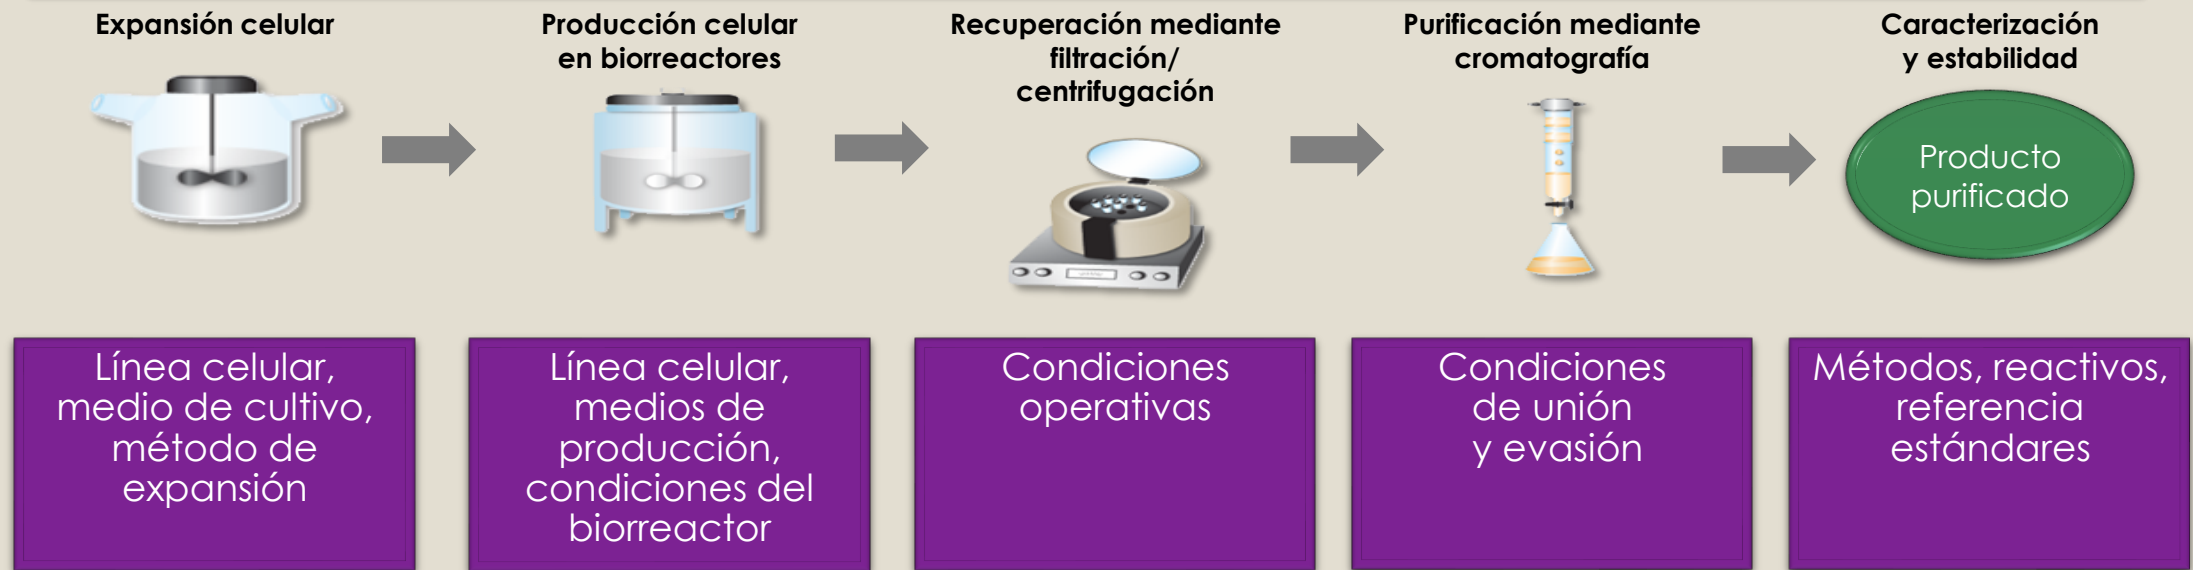 Expansión celular
Producción celular
en biorreactores
Recuperación mediante
filtración/
centrifugación
Purificación mediante
cromatografía
Caracterización
y estabilidad
Producto
purificado
Línea celular,
medio de cultivo,
método de
expansión
Línea celular,
medios de
producción,
condiciones del
biorreactor
Condiciones
operativas
Condiciones
de unión
y evasión
Métodos, reactivos,
referencia
estándares